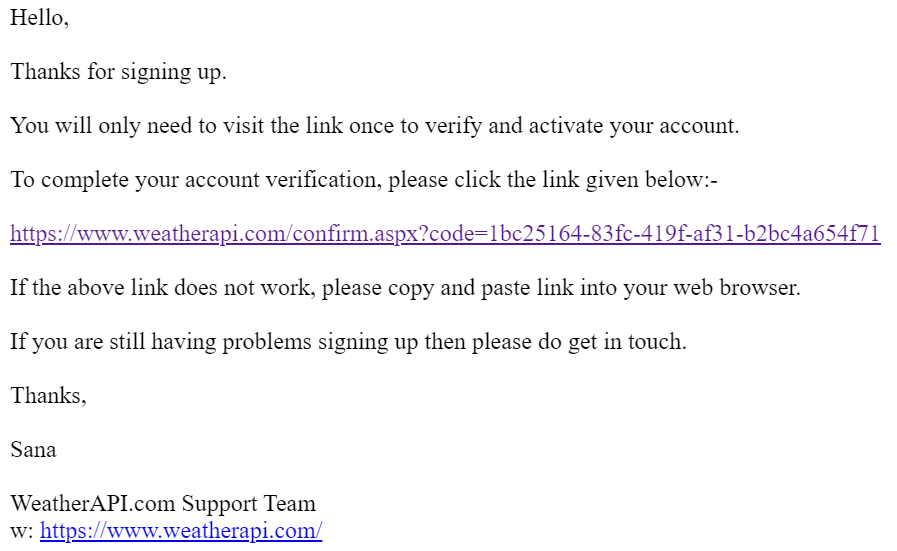 Hello,
Thanks for signing up.
You will only need to visit the link once to verify and activate your account.
To complete your account verification, please click the link given below:-
https://www.weatherapi.com/confirm.aspx?code=1bc25164-83fc-419f-af31-b2bc4a654f71
If the above link does not work, please copy and paste link into your web browser.
If you are still having problems signing up then please do get in touch.
Thanks,
Sana
WeatherAPI.com Support Team
w: https://www.weatherapi.com/